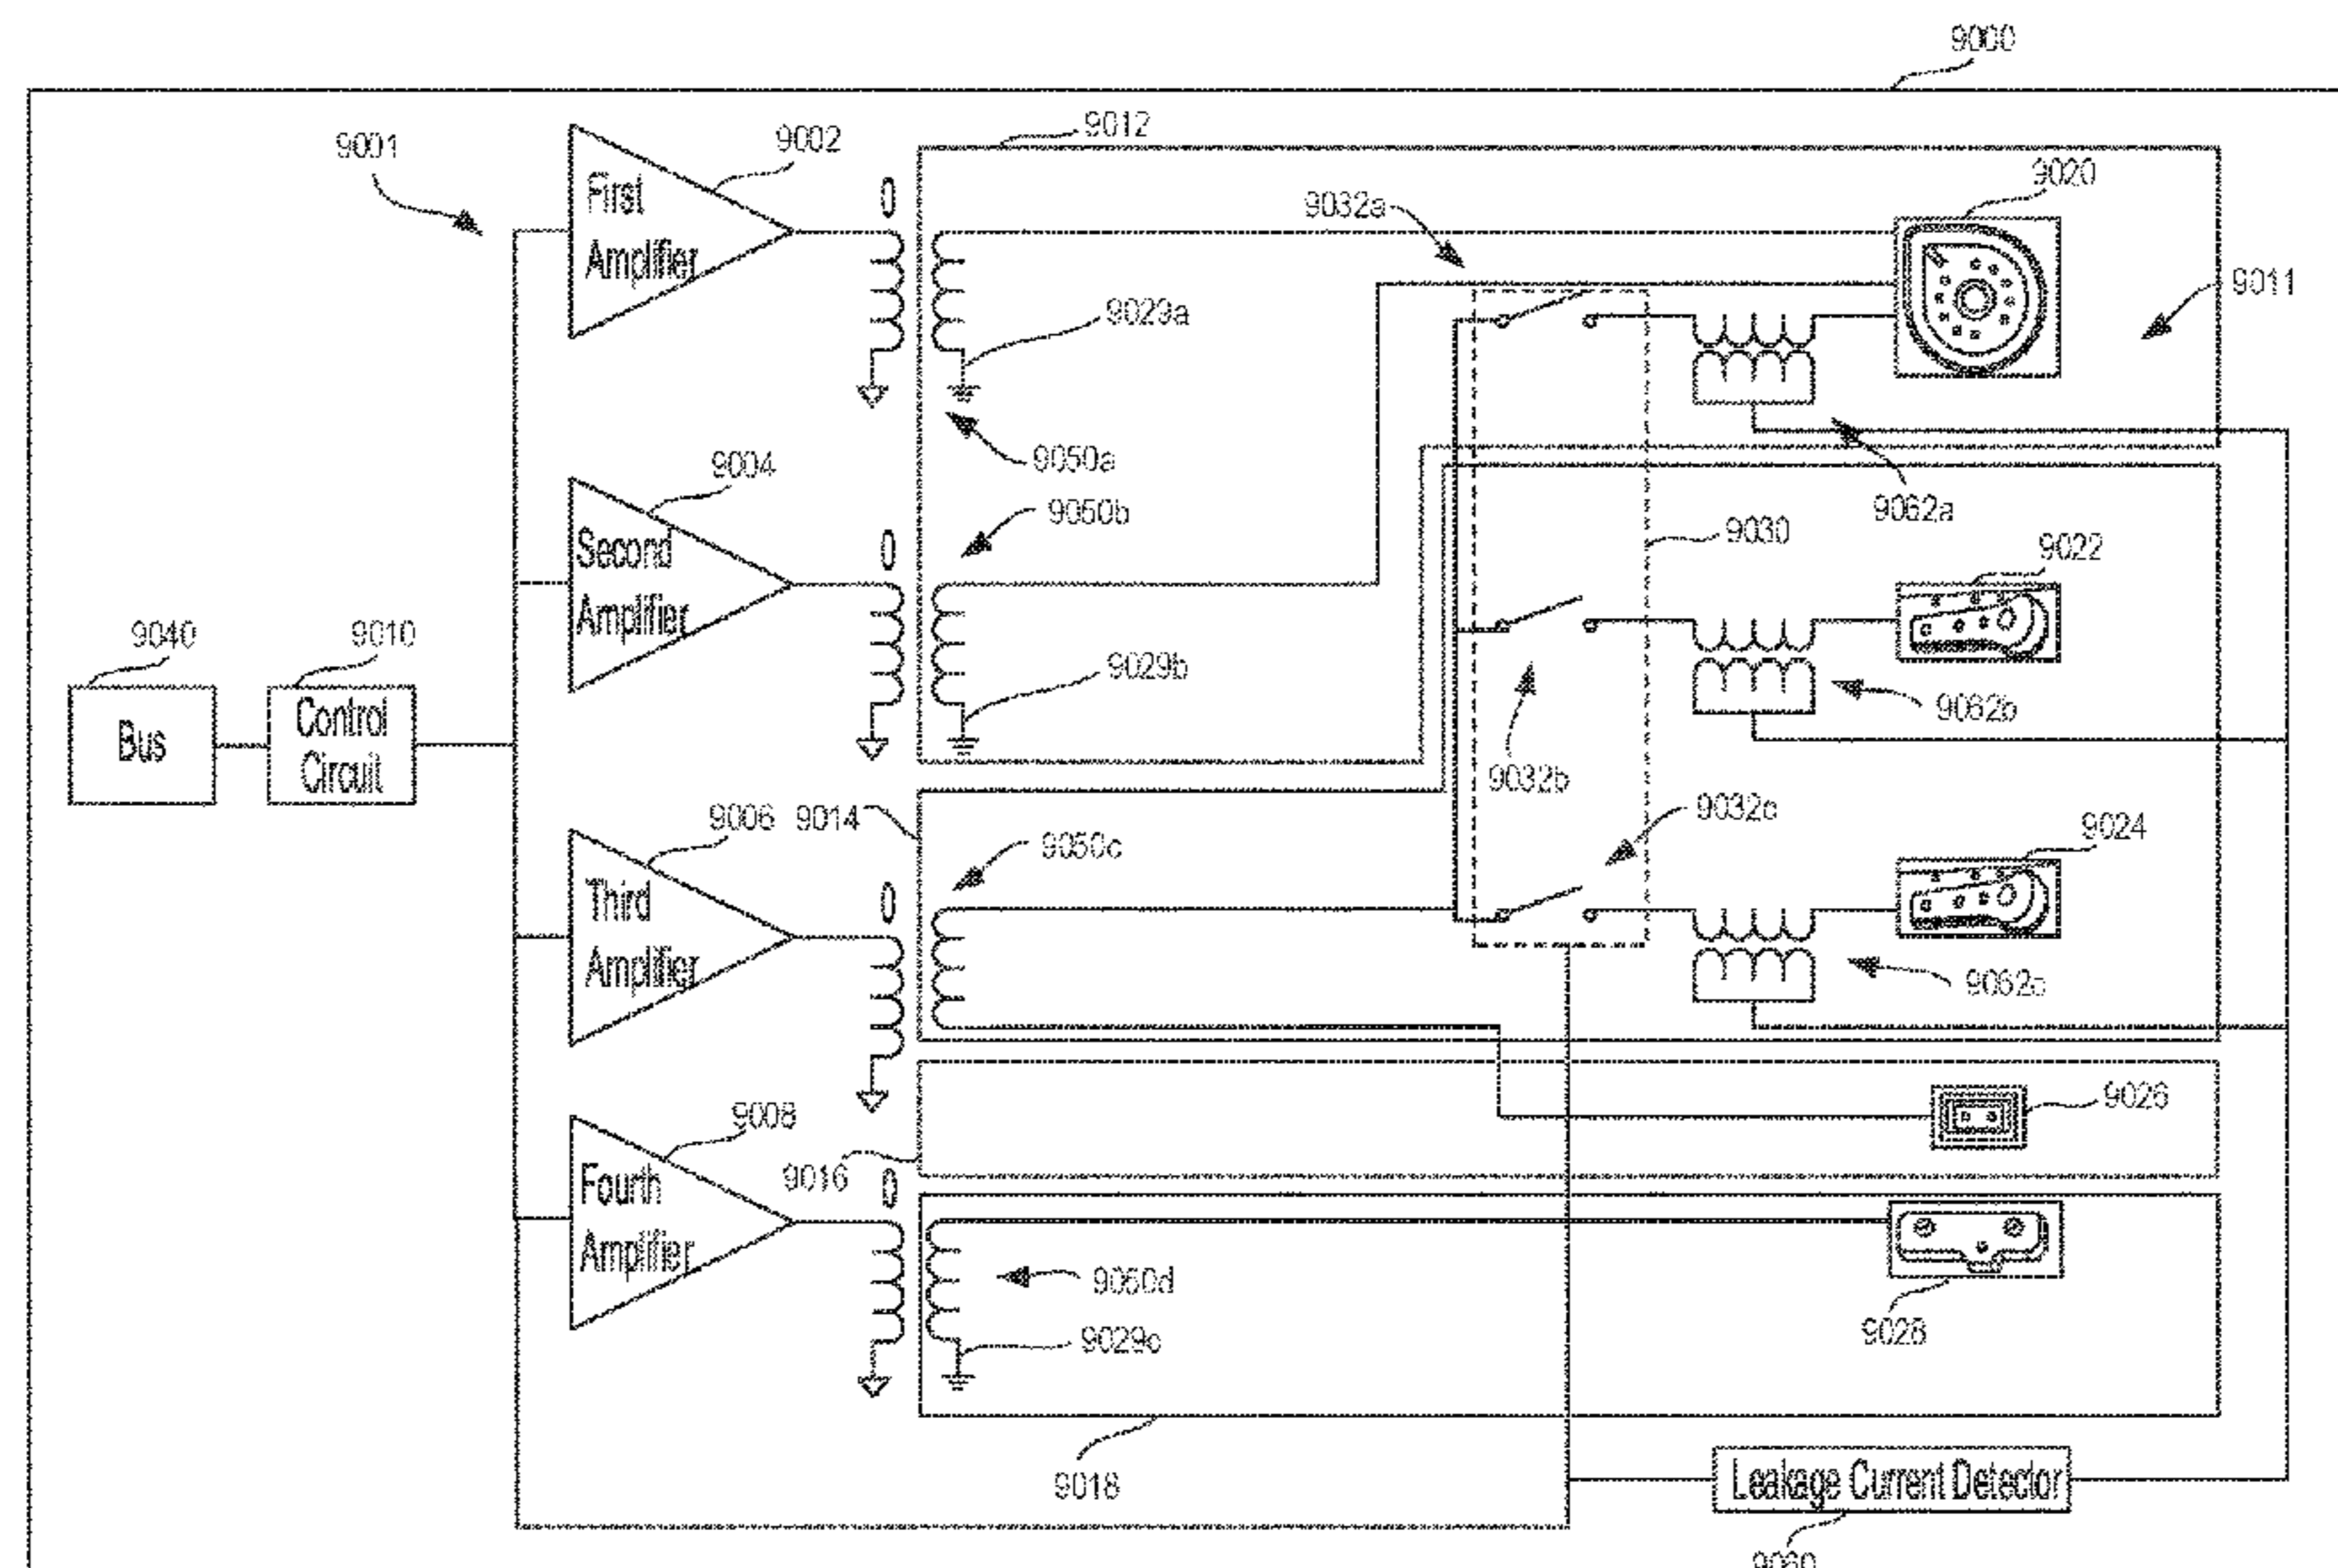 9000
9012
9002
9001
First
Amplifier
0
9020
9032a
9011
9029a
9050a
9004
9050b
9062a
9030
9022
Second
Amplifier
0
9029b
9040
9010
9062b
Bus
Control
Circuit
9032b
9006
9014
9032c
9024
9050c
Third
Amplifier
0
9062c
9008
9026
9016
0
Fourth
Amplifier
9050d
9029c
9028
9018
Leakage Current Detector
9060